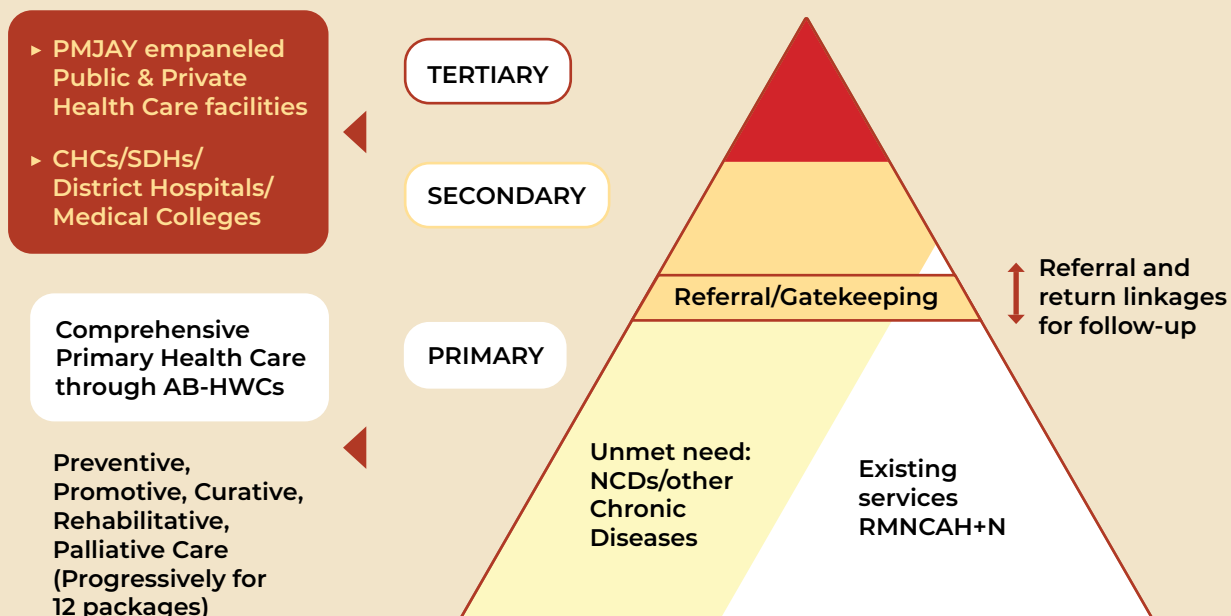 ▸ PMJAY empaneled
Public & Private
Health Care facilities
▸ CHCs/SDHs/
District Hospitals/
Medical Colleges
TERTIARY
SECONDARY
Referral/Gatekeeping
Referral and
return linkages
for follow-up
Comprehensive
Primary Health Care
through AB-HWCs
PRIMARY
Preventive,
Promotive, Curative,
Rehabilitative,
Palliative Care
(Progressively for
12 packages)
Unmet need:
NCDs/other
Chronic
Diseases
Existing
services
RMNCAH+N